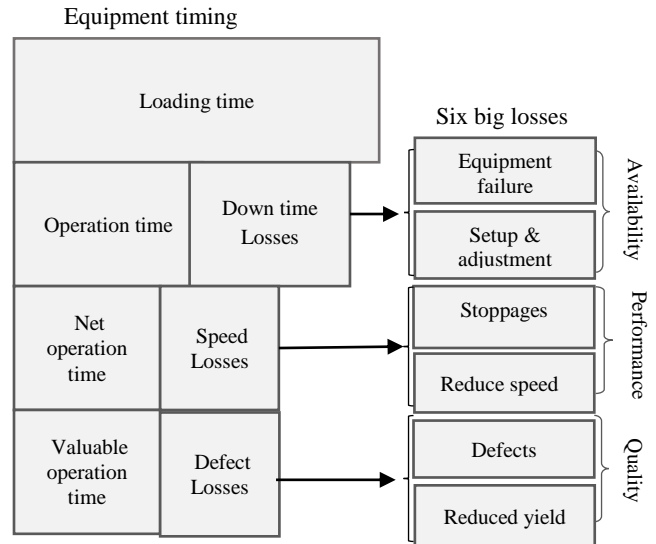 Equipment timing
Loading time
Six big losses
Equipment
failure
Availability
Operation time
Down time
Losses
Setup &
adjustment
Net
operation
time
Speed
Losses
Stoppages
Performance
Reduce speed
Valuable
operation
time
Defect
Losses
Defects
Quality
Reduced yield